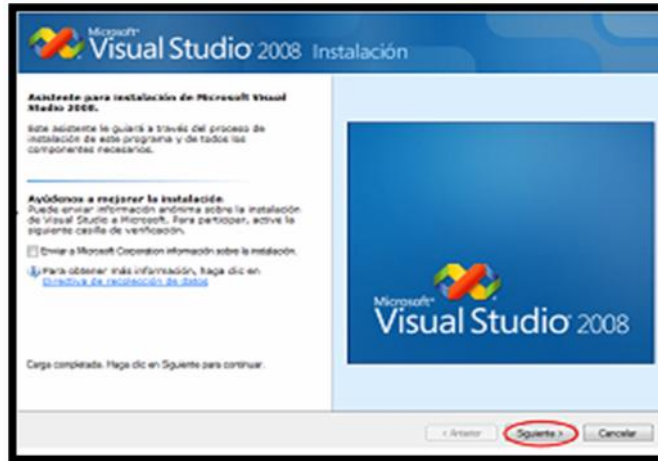 Microsoft®
Visual Studio® 2008 Instalación
Asistente para instalación de Microsoft Visual
Studio 2008.
Este asistente le guiará a través del proceso de
instalación de este programa y de todos los
componentes necesarios.
Ayúdenos a mejorar la instalación
Puede enviar información anónima sobre la instalación
de Visual Studio a Microsoft. Para participar, active la
siguiente casilla de verificación.
Enviar a Microsoft Corporation información sobre la instalación.
Para obtener más información, haga clic en
Directiva de recolección de datos
Microsoft®
Visual Studio® 2008
Carga completada. Haga clic en Siguiente para continuar.
< Anterior
Siguiente >
Cancelar